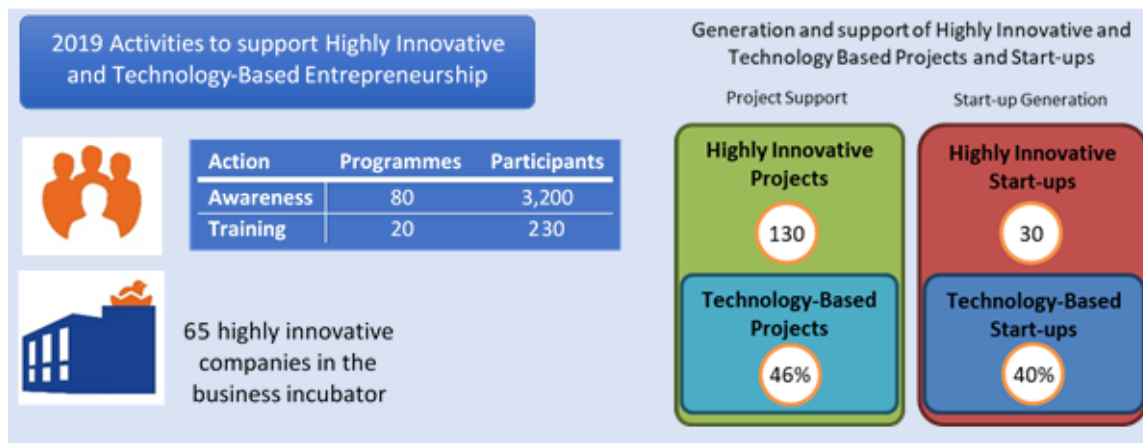 2019 Activities to support Highly Innovative
and Technology-Based Entrepreneurship
Action Programmes Participants
Awareness 80 3,200
Training 20 230
65 highly innovative
companies in the
business incubator
Generation and support of Highly Innovative and
Technology Based Projects and Start-ups
Project Support
Highly Innovative
Projects
130
Technology-Based
Projects
46%
Start-up Generation
Highly Innovative
Start-ups
30
Technology-Based
Start-ups
40%